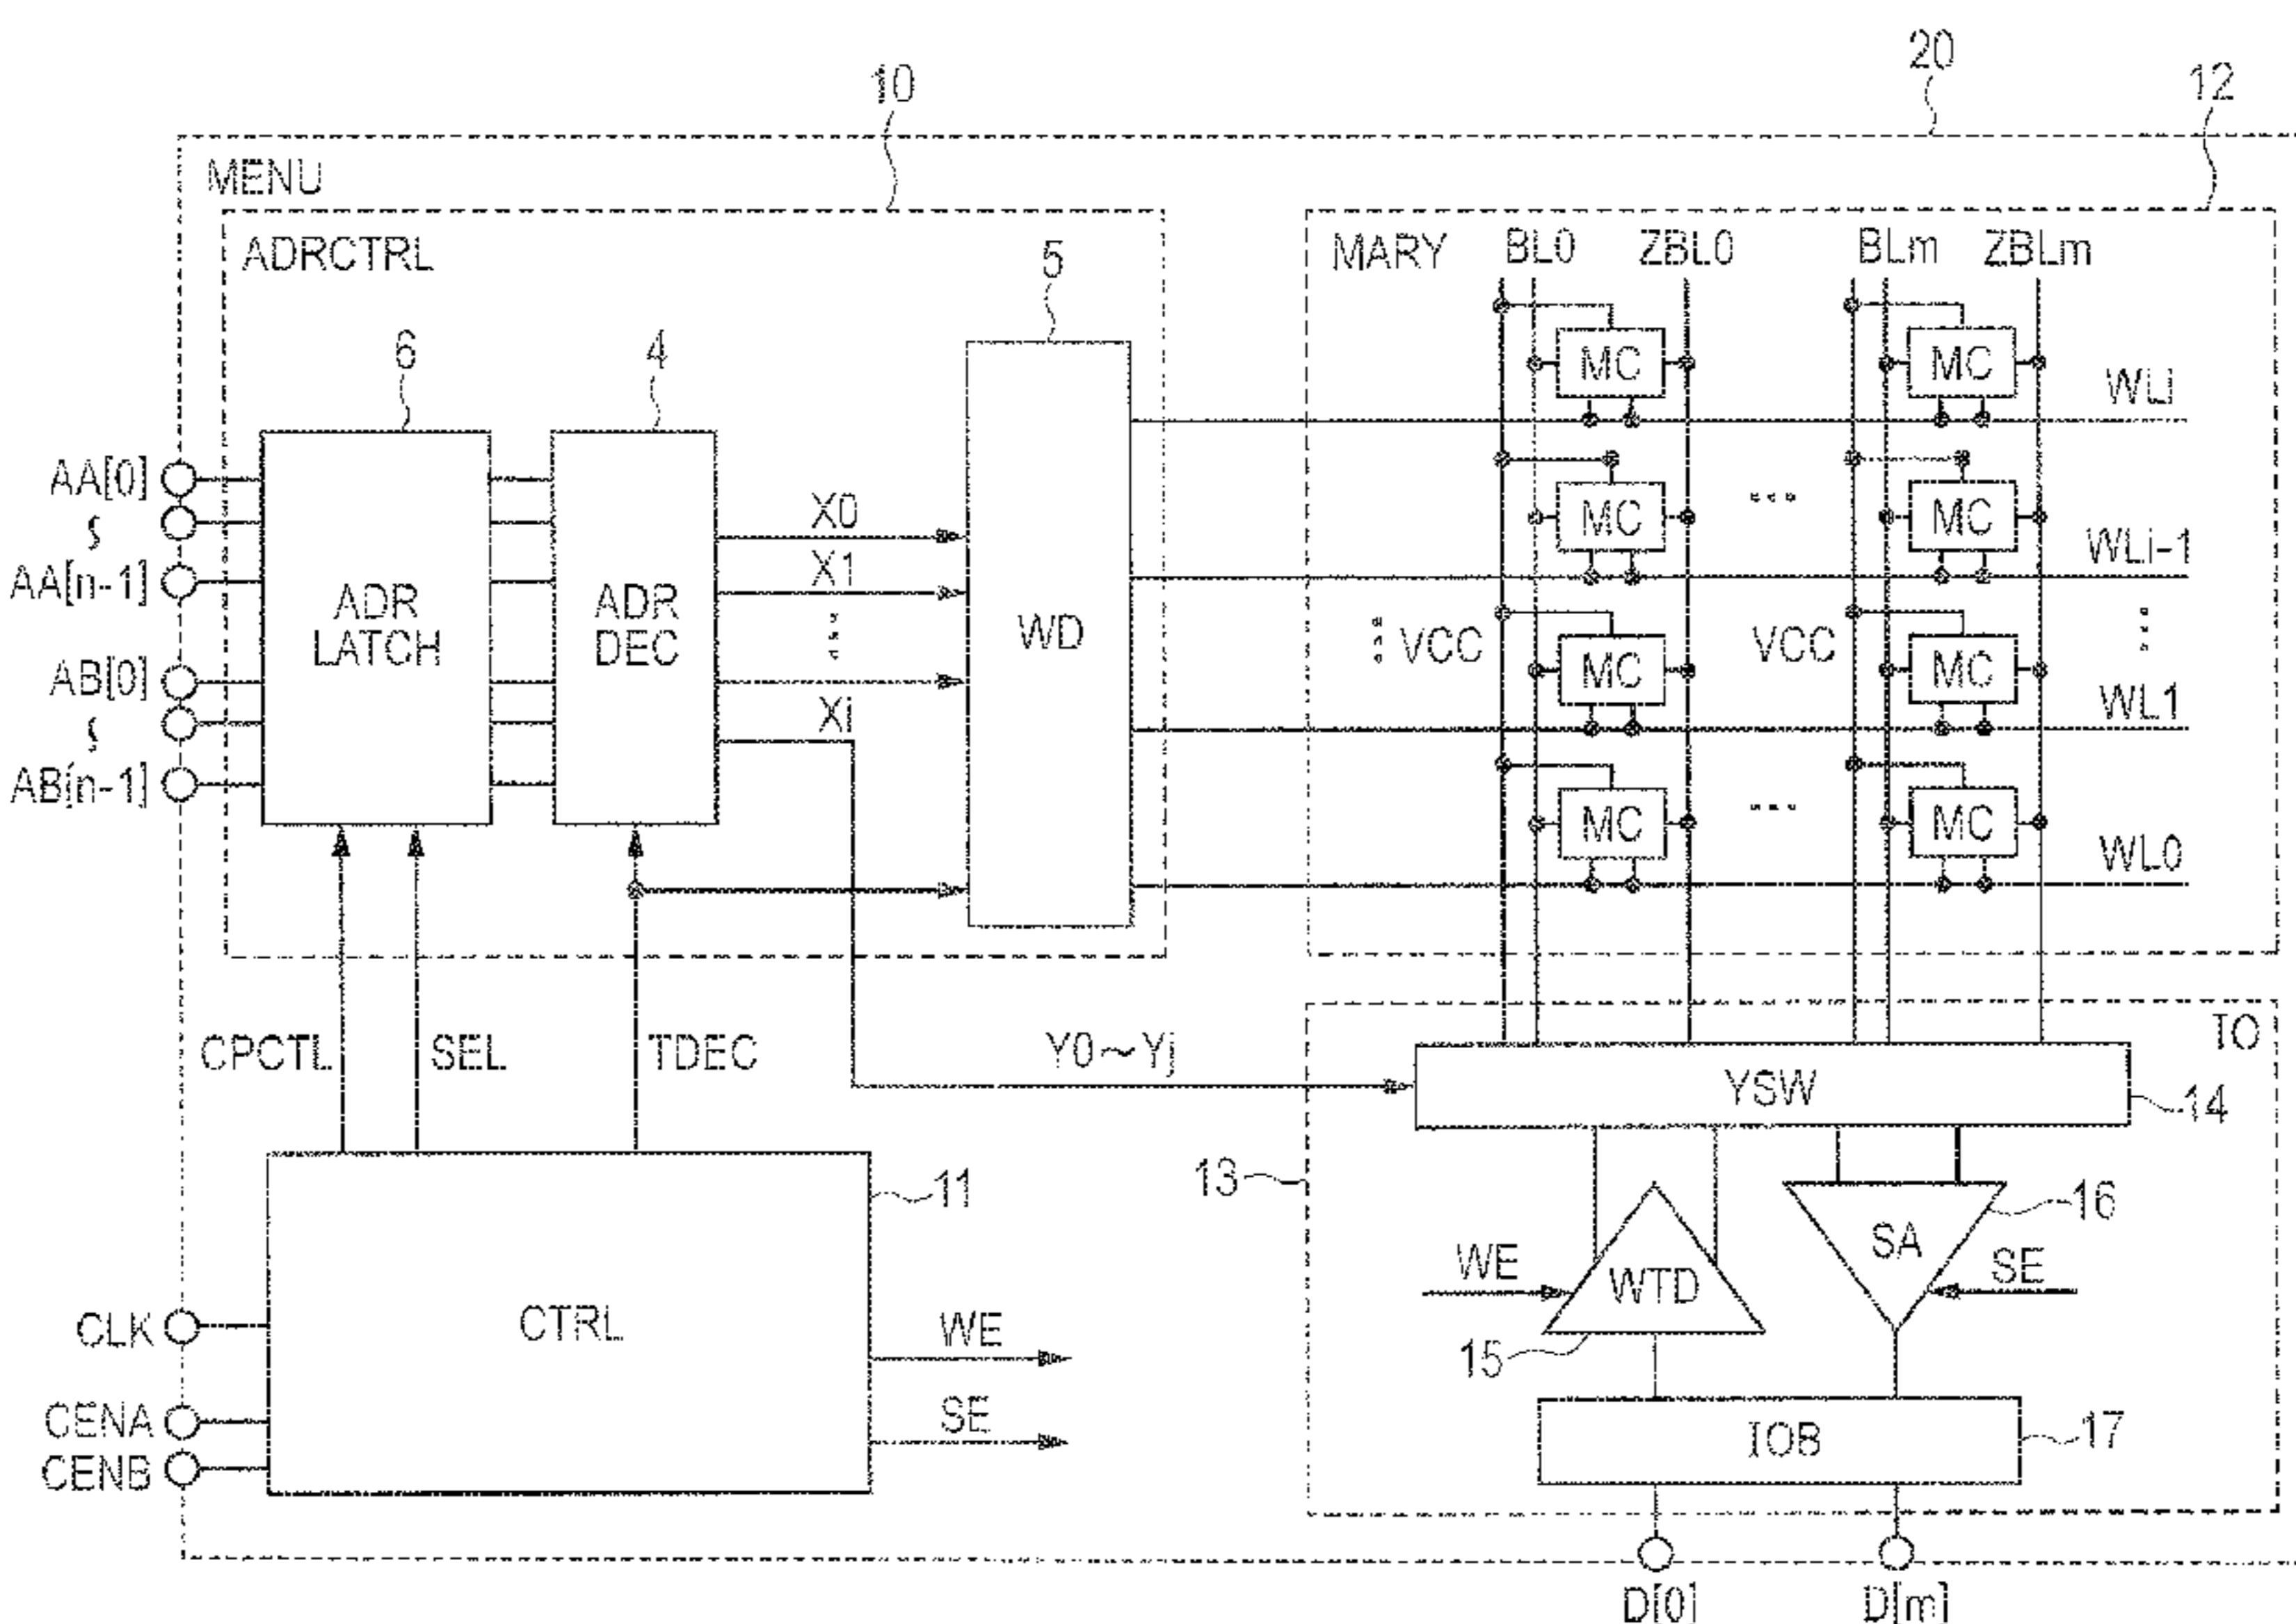 20
10
12
MENU
ADRCTRL
5
MARY
BL0
ZBL0
BLm
ZBLm
6
4
MC
MC
WLi
AA[0]
AA[n-1]
AB[0]
AB[n-1]
ADR
LATCH
ADR
DEC
X0
X1
Xi
WD
MC
MC
WLi-1
VCC
VCC
MC
MC
WL1
MC
MC
WL0
CPCTL
SEL
TDEC
Y0~Yj
IO
YSW
14
11
13
16
SA
WE
WTD
SE
15
CLK
CTRL
WE
CENA
SE
CENB
IOB
17
D[0]
D[m]